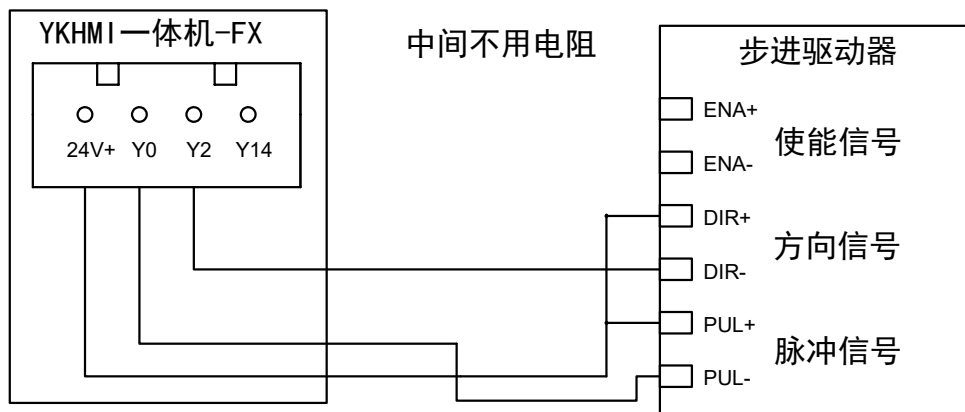 YKHMI一体机-FX
24V+ Y0 Y2 Y14
中间不用电阻
步进驱动器
ENA+
使能信号
ENA-
DIR+
方向信号
DIR-
PUL+
脉冲信号
PUL-